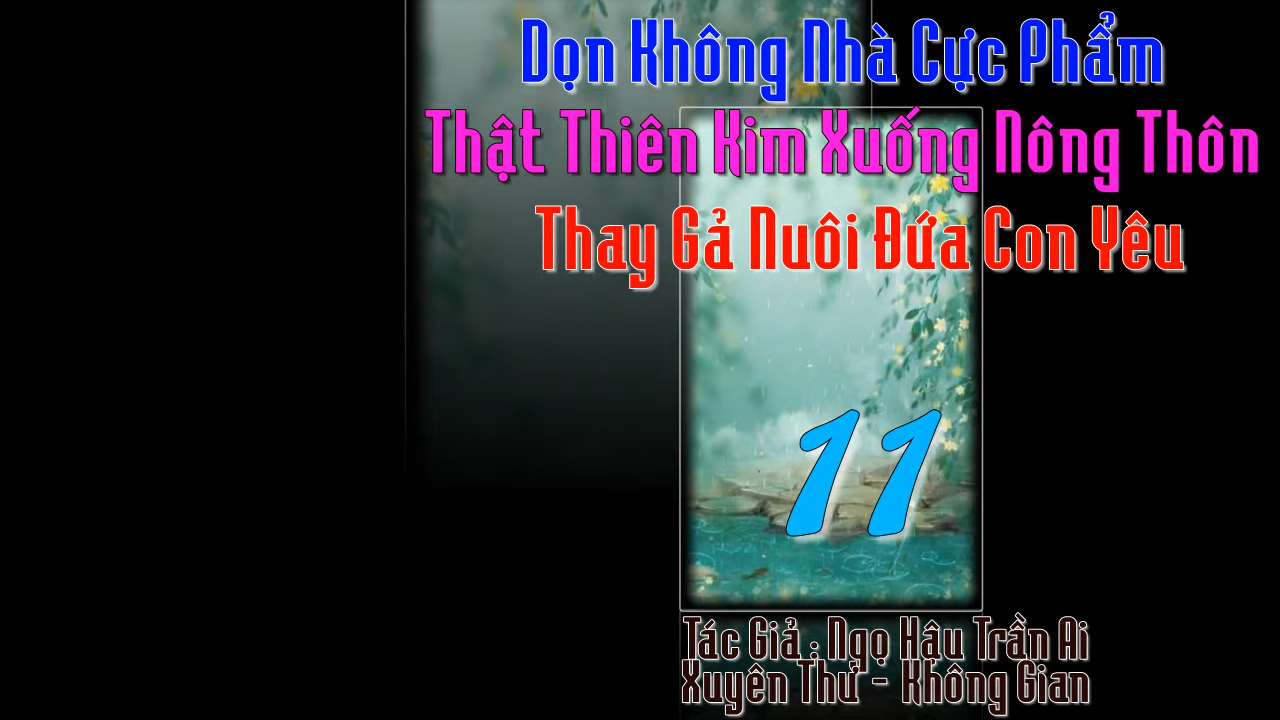 Dọn Không Nhà Cực Phẩm
Thật Thiên Kim Xuống Nông Thôn
Thay Gả Nuôi Đứa Con Yêu
11
Tác Giả : Ngọ Hậu Trần Ai
Xuyên Thư - Không Gian